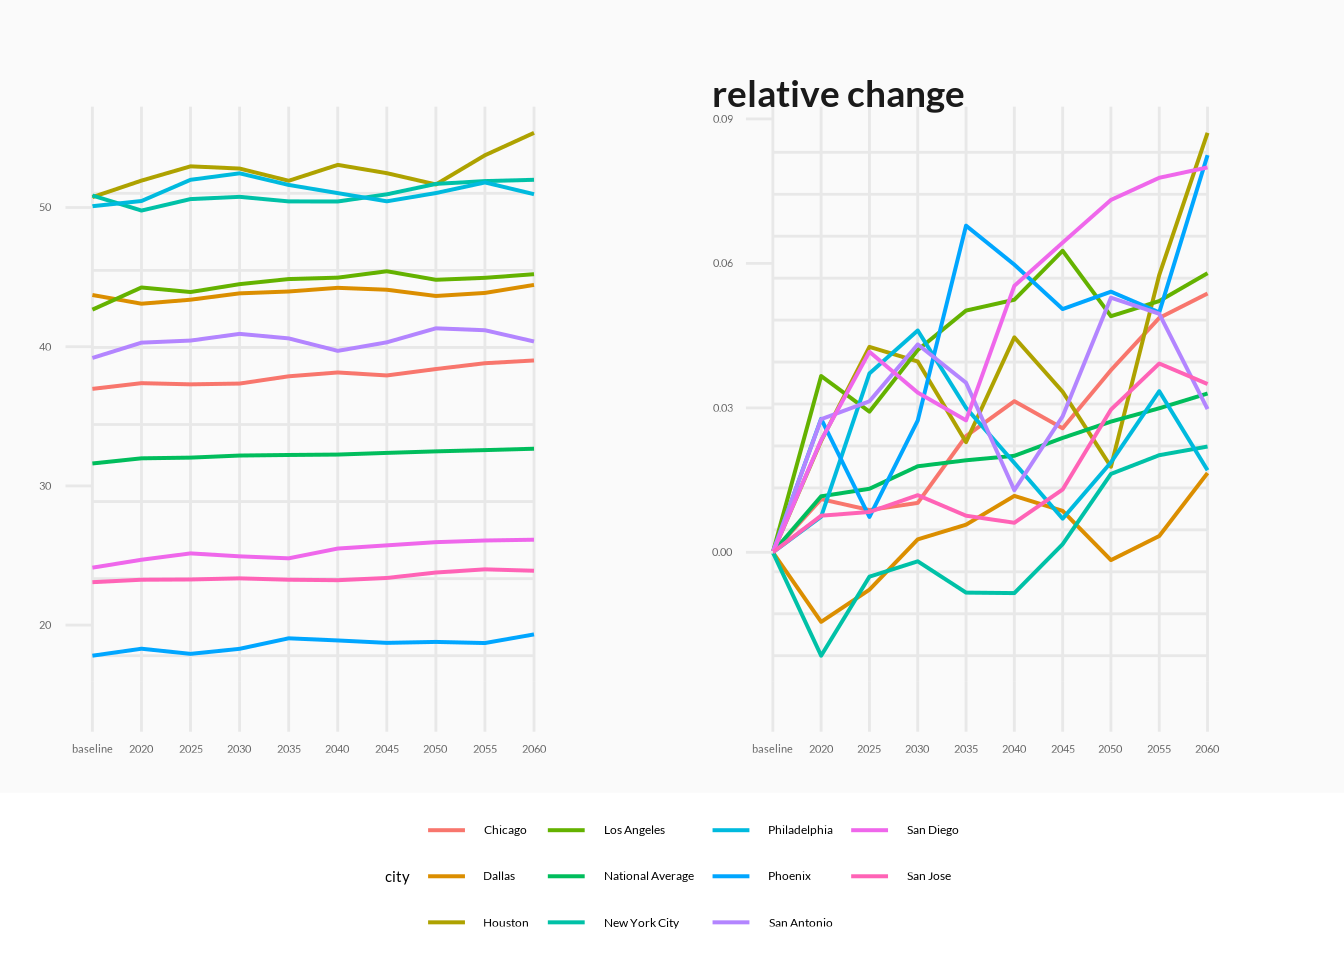 relative change
50
40
30
20
baseline 2020 2025 2030 2035 2040 2045 2050 2055 2060
0.09
0.06
0.03
0.00
baseline 2020 2025 2030 2035 2040 2045 2050 2055 2060
city
Chicago Los Angeles Philadelphia San Diego
Dallas National Average Phoenix San Jose
Houston New York City San Antonio